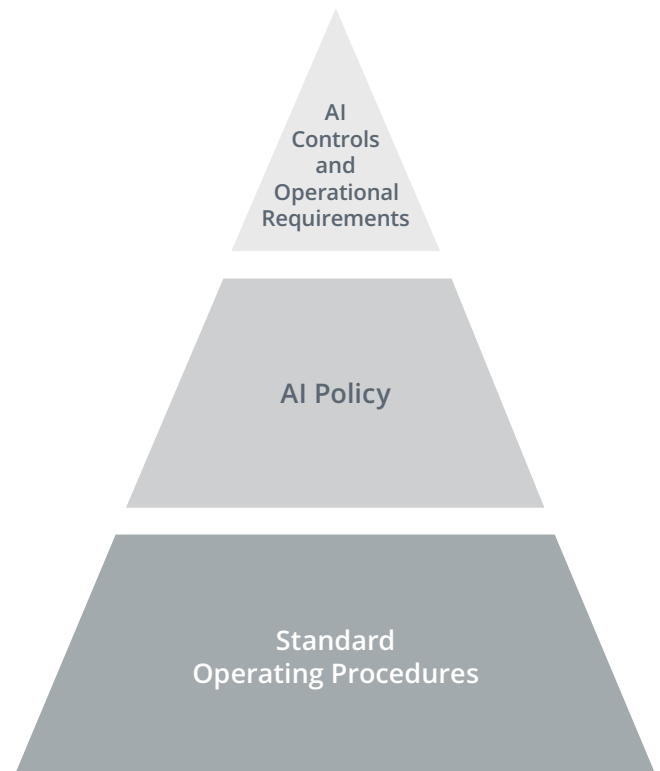 AI
Controls
and
Operational
Requirements
AI Policy
Standard
Operating Procedures